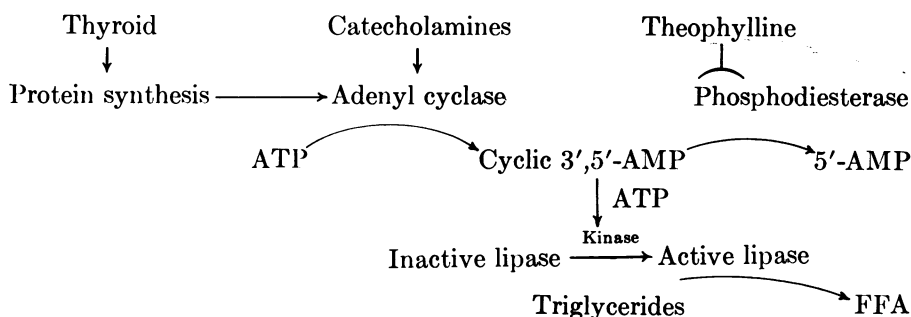 Thyroid Catecholamines Theophylline
Protein synthesis Adenyl cyclase Phosphodiesterase
ATP Cyclic 3′,5′-AMP 5′-AMP
ATP
Kinase
Inactive lipase Active lipase
Triglycerides FFA